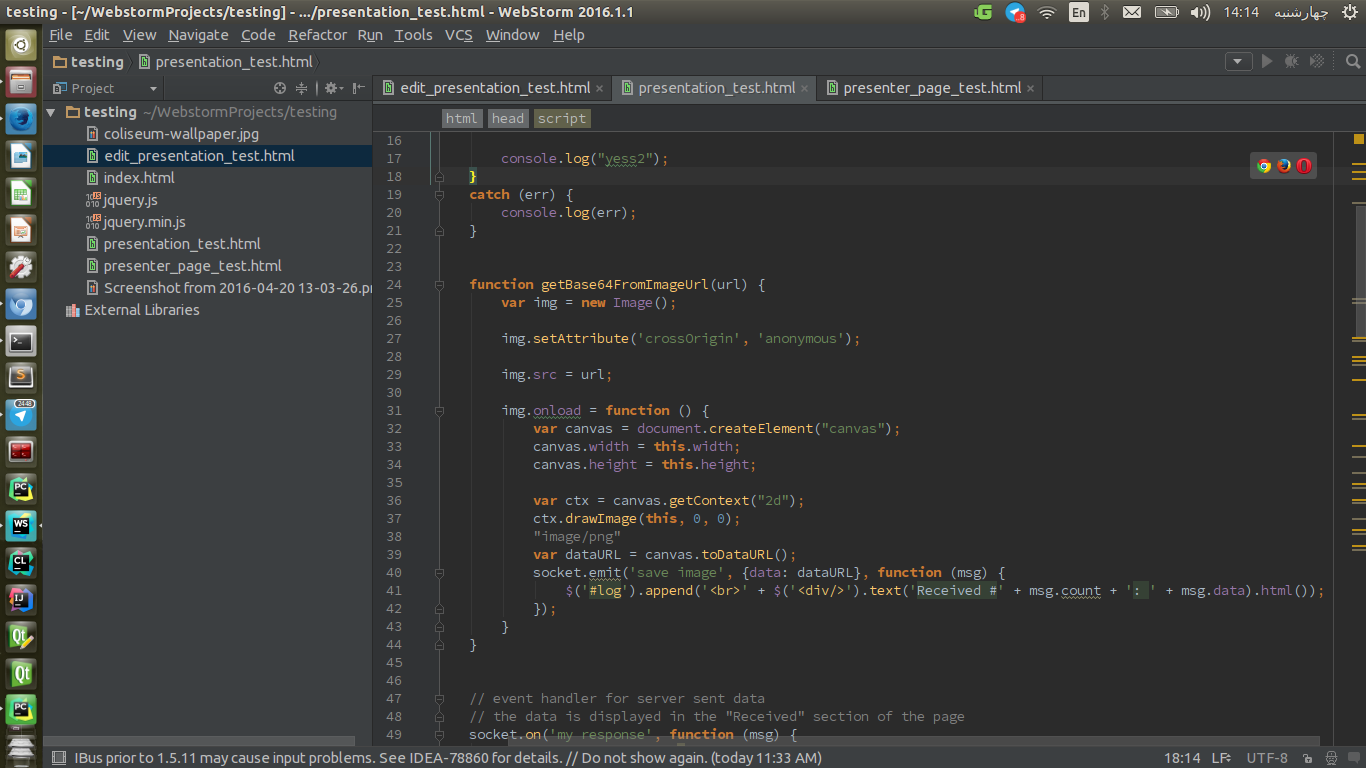 testing - [~/WebstormProjects/testing] - .../presentation_test.html - WebStorm 2016.1.1
En
14:14 چهارشنبه
File Edit View Navigate Code Refactor Run Tools VCS Window Help
testing presentation_test.html
Project
edit_presentation_test.html presentation_test.html presenter_page_test.html
testing ~/WebstormProjects/testing
coliseum-wallpaper.jpg
edit_presentation_test.html
index.html
jquery.js
jquery.min.js
presentation_test.html
presenter_page_test.html
Screenshot from 2016-04-20 13-03-26.p
External Libraries
html head script
16
17 console.log("yess2");
18 }
19 catch (err) {
20 console.log(err);
21 }
22
23
24 function getBase64FromImageUrl(url) {
25 var img = new Image();
26
27 img.setAttribute('crossOrigin', 'anonymous');
28
29 img.src = url;
30
31 img.onload = function () {
32 var canvas = document.createElement("canvas");
33 canvas.width = this.width;
34 canvas.height = this.height;
35
36 var ctx = canvas.getContext("2d");
37 ctx.drawImage(this, 0, 0);
38 "image/png"
39 var dataURL = canvas.toDataURL();
40 socket.emit('save image', {data: dataURL}, function (msg) {
41 $('#log').append('<br>' + $('<div/>').text('Received #' + msg.count + ': ' + msg.data).html());
42 });
43 }
44 }
45
46
47 // event handler for server sent data
48 // the data is displayed in the "Received" section of the page
49 socket.on('my response', function (msg) {
IBus prior to 1.5.11 may cause input problems. See IDEA-78860 for details. // Do not show again. (today 11:33 AM)
18:14 LF UTF-8